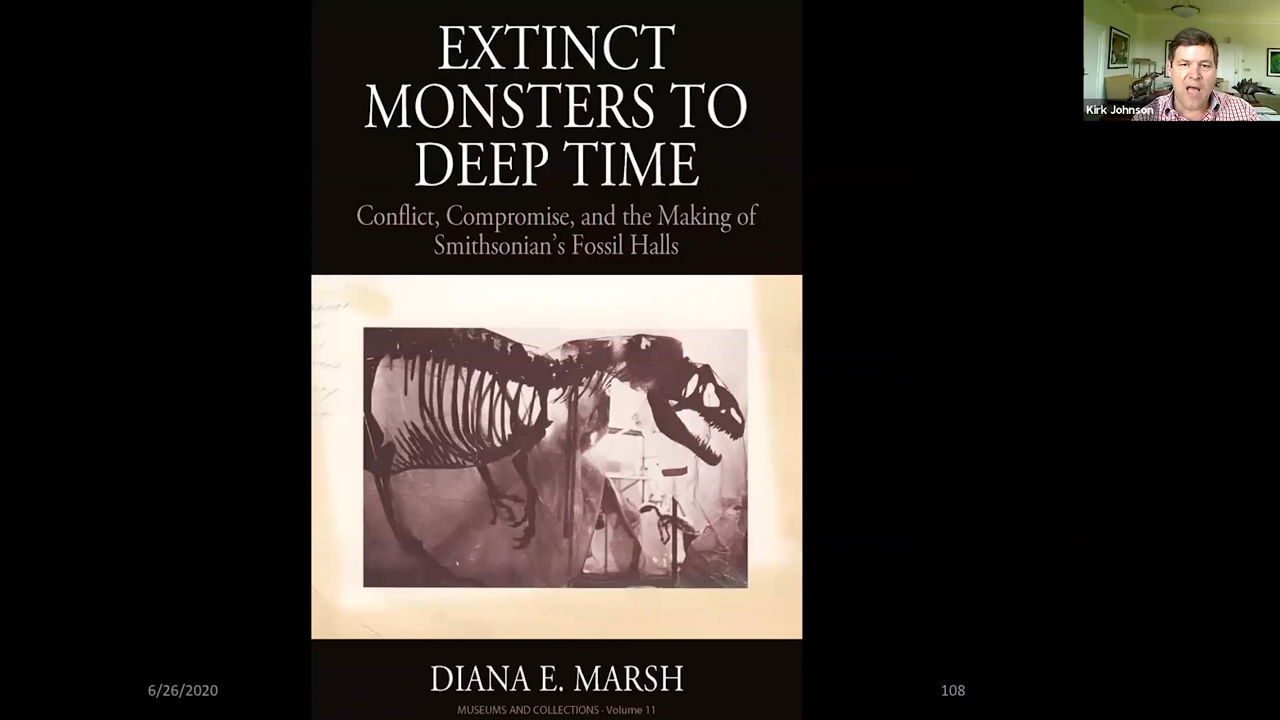 EXTINCT
MONSTERS TO
DEEP TIME
Conflict, Compromise, and the Making of
Smithsonian's Fossil Halls
DIANA E. MARSH
MUSEUMS AND COLLECTIONS · Volume 11
6/26/2020
108
Kirk Johnson